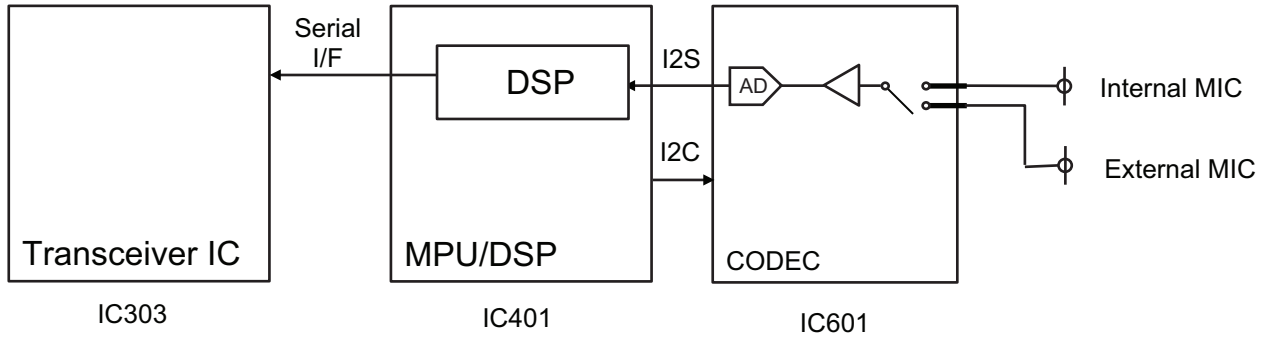 Serial
I/F
DSP
I2S
AD
Internal MIC
I2C
External MIC
Transceiver IC
MPU/DSP
CODEC
IC303
IC401
IC601